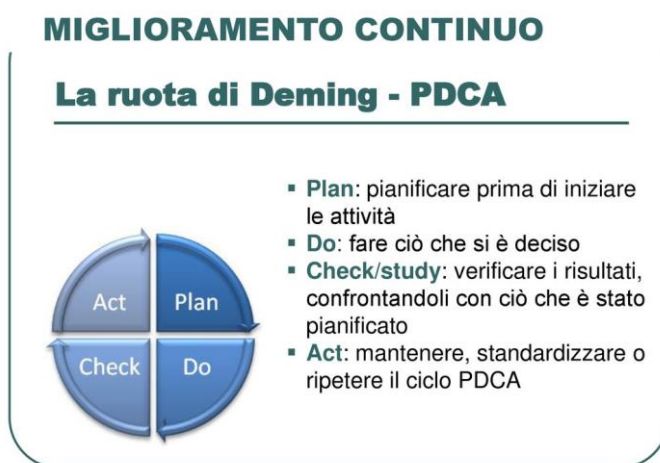 MIGLIORAMENTO CONTINUO
La ruota di Deming - PDCA
Act
Plan
Check
Do
▪ Plan: pianificare prima di iniziare
le attività
▪ Do: fare ciò che si è deciso
▪ Check/study: verificare i risultati,
confrontandoli con ciò che è stato
pianificato
▪ Act: mantenere, standardizzare o
ripetere il ciclo PDCA